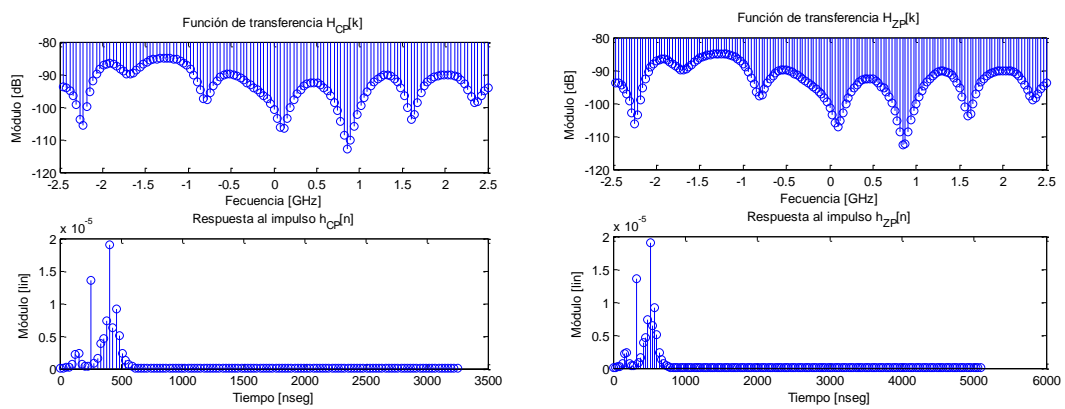 Función de transferencia H_CP[k]
-80
-90
-100
-110
-120
Módulo [dB]
-2.5 -2 -1.5 -1 -0.5 0 0.5 1 1.5 2 2.5
Fecuencia [GHz]
Respuesta al impulso h_CP[n]
x 10^-5
2
1.5
1
0.5
0
Módulo [lin]
0 500 1000 1500 2000 2500 3000 3500
Tiempo [nseg]
Función de transferencia H_ZP[k]
-80
-90
-100
-110
-120
Módulo [dB]
-2.5 -2 -1.5 -1 -0.5 0 0.5 1 1.5 2 2.5
Fecuencia [GHz]
Respuesta al impulso h_ZP[n]
x 10^-5
2
1.5
1
0.5
0
Módulo [lin]
0 1000 2000 3000 4000 5000 6000
Tiempo [nseg]